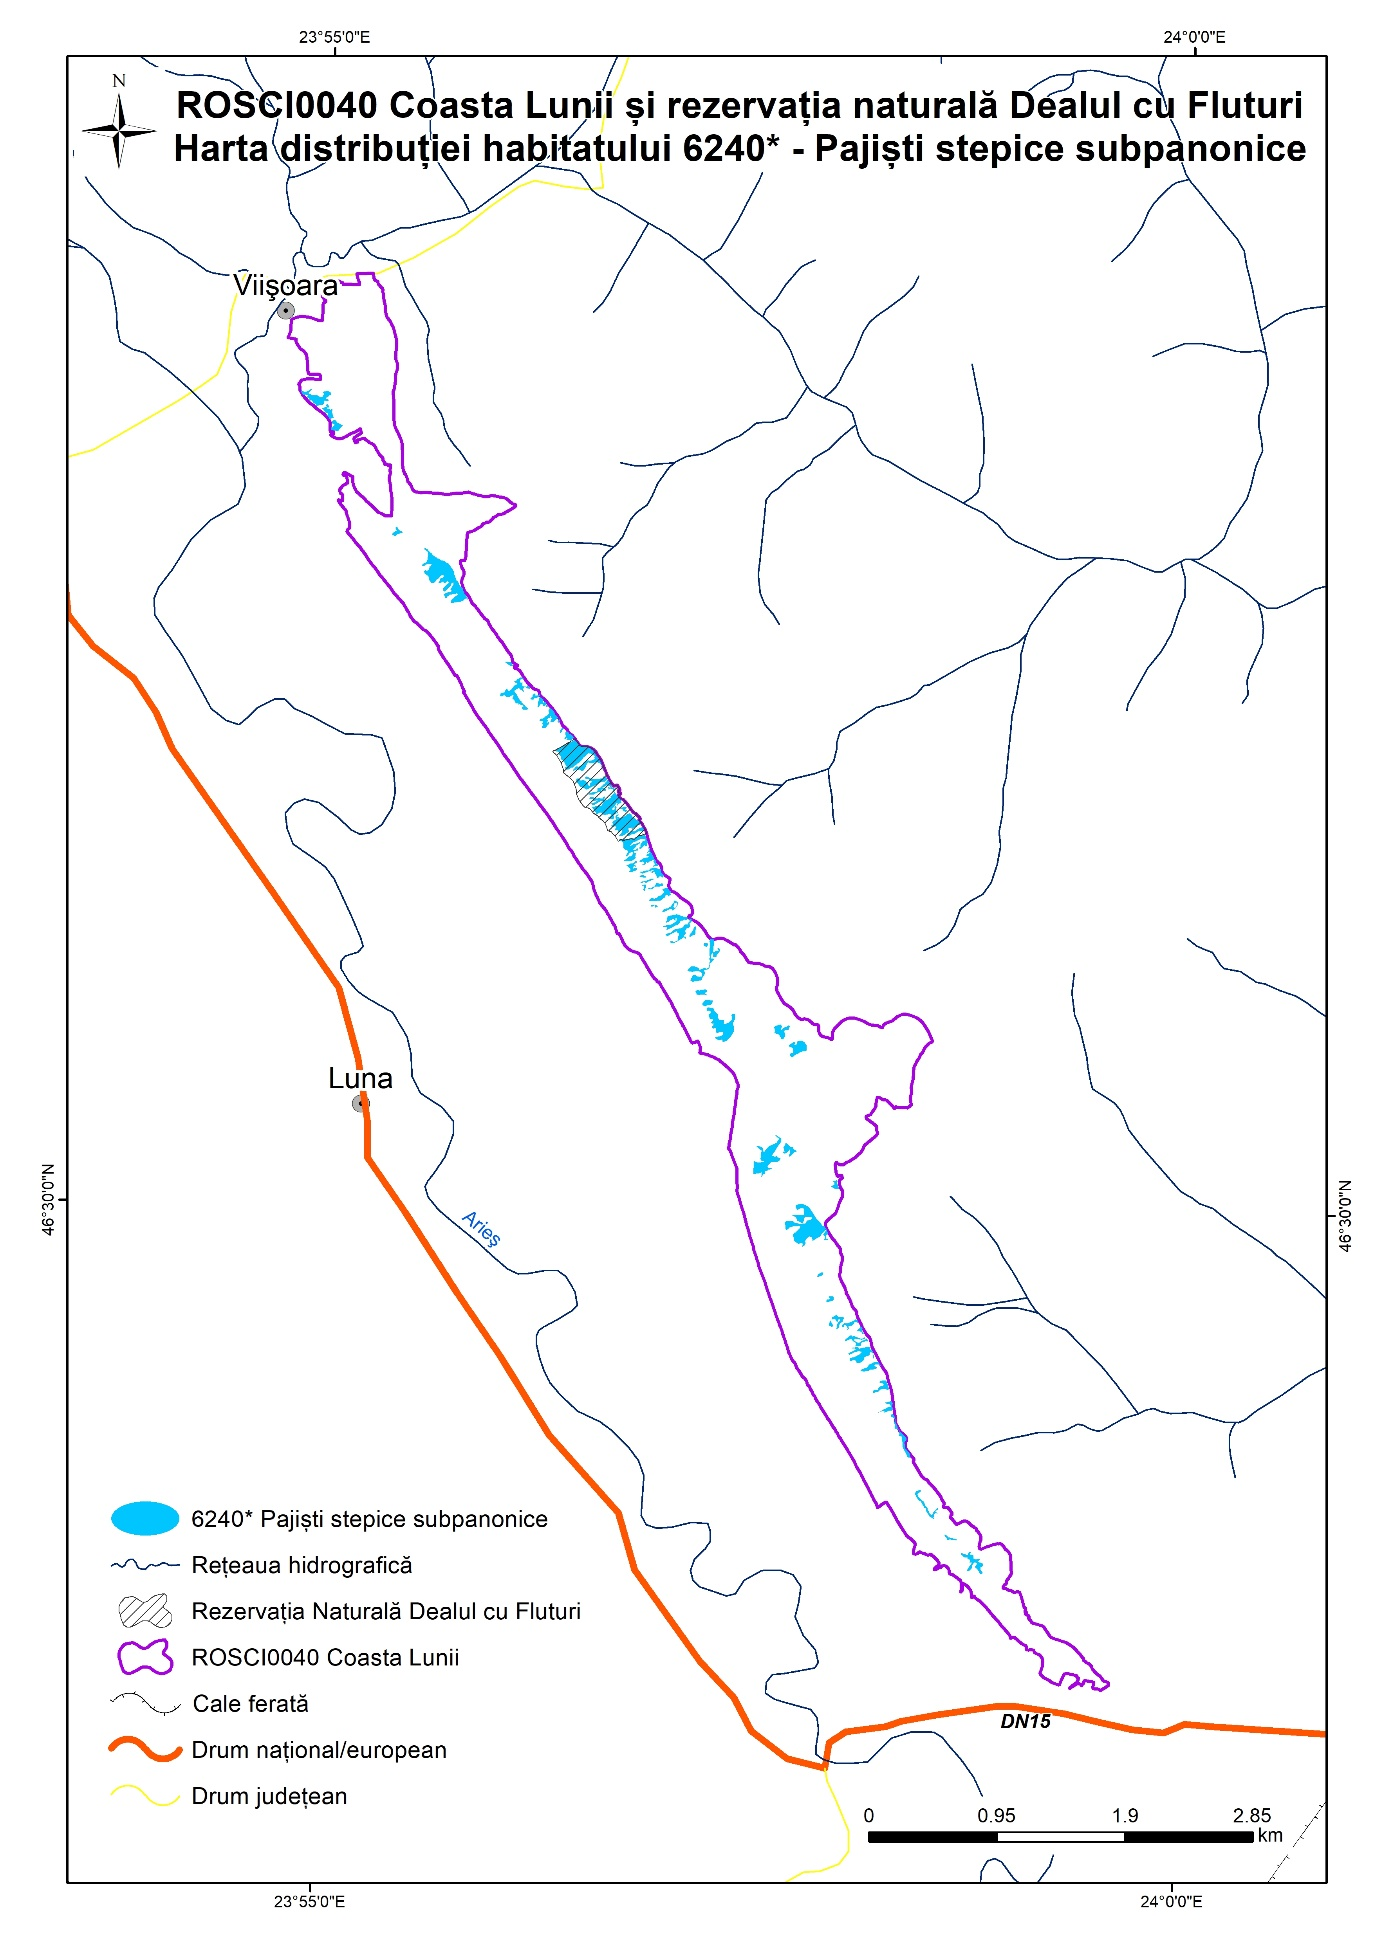 23°55'0"E
24°0'0"E
N
ROSCI0040 Coasta Lunii și rezervația naturală Dealul cu Fluturi
Harta distribuției habitatului 6240* - Pajiști stepice subpanonice
Viişoara
Luna
46°30'0"N
46°30'0"N
Arieş
6240* Pajiști stepice subpanonice
Rețeaua hidrografică
Rezervația Naturală Dealul cu Fluturi
ROSCI0040 Coasta Lunii
Cale ferată
Drum național/european
Drum județean
DN15
0 0.95 1.9 2.85
km
23°55'0"E
24°0'0"E